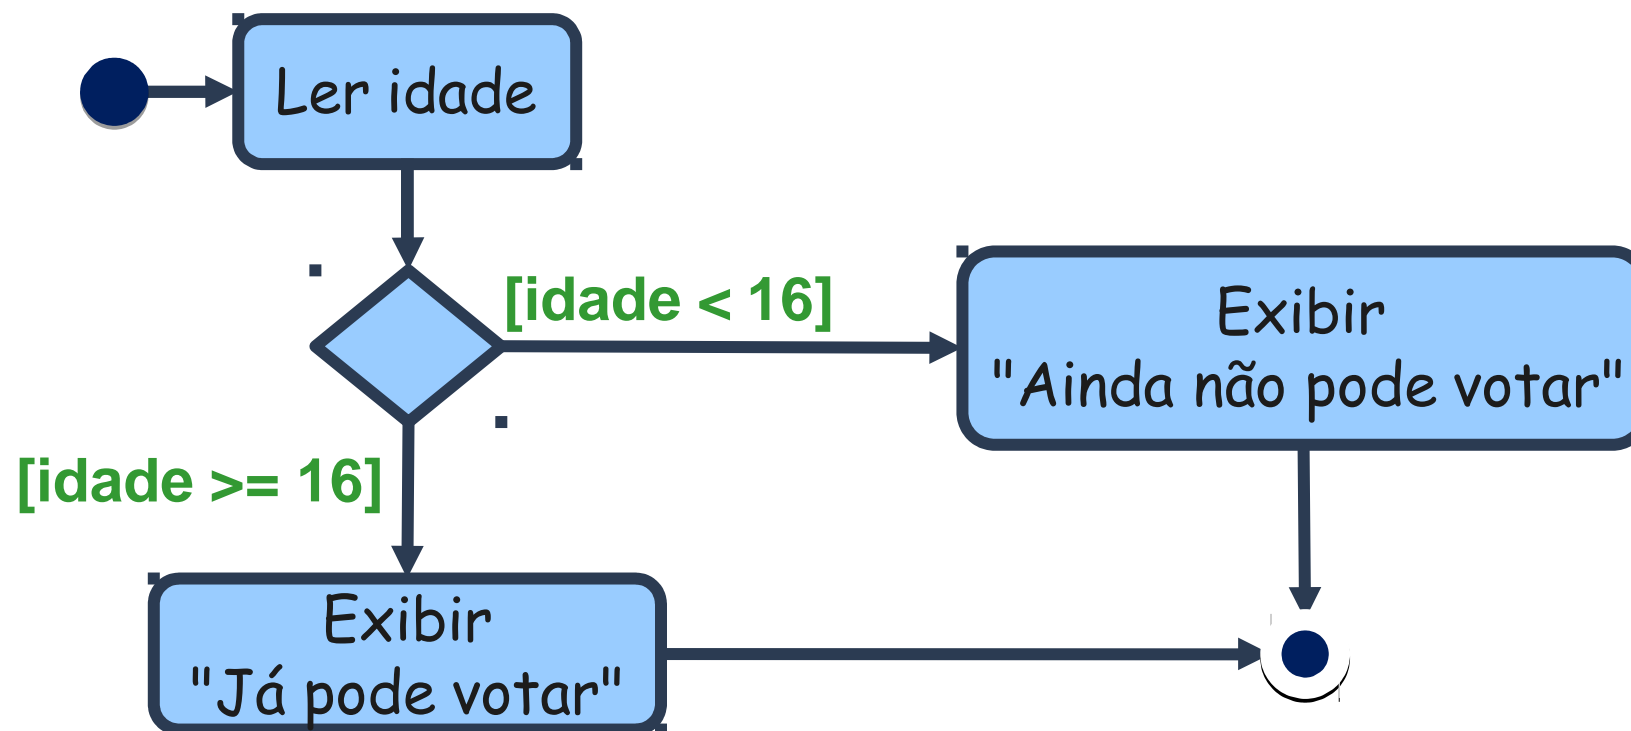 Ler idade
[idade < 16]
Exibir
"Ainda não pode votar"
[idade >= 16]
Exibir
"Já pode votar"